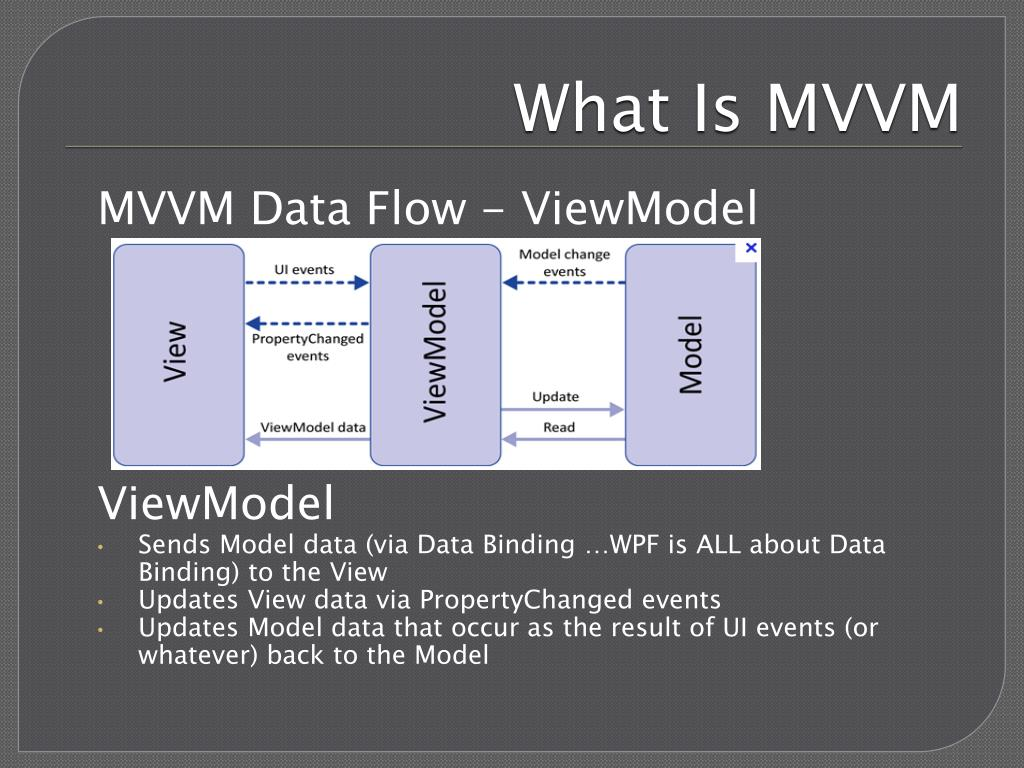 What Is MVVM
MVVM Data Flow – ViewModel
View
UI events
PropertyChanged
events
ViewModel data
ViewModel
Model change
events
Update
Read
Model
ViewModel
• Sends Model data (via Data Binding …WPF is ALL about Data
Binding) to the View
• Updates View data via PropertyChanged events
• Updates Model data that occur as the result of UI events (or
whatever) back to the Model